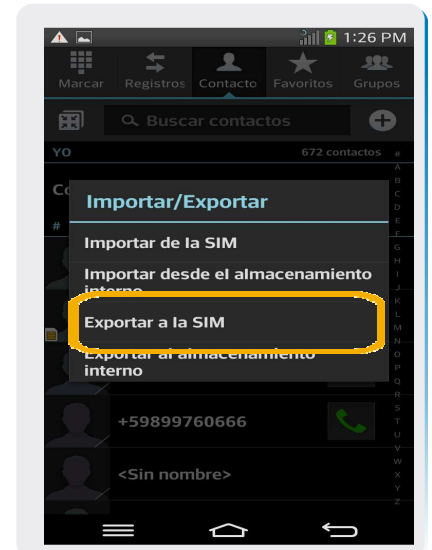 1:26 PM
Marcar Registros Contacto Favoritos Grupos
Buscar contactos
YO 672 contactos #
A
B
Co C
D
E
# F
Importar/Exportar
G
H
Importar de la SIM
I
Importar desde el almacenamiento
J
interno
K
L
Exportar a la SIM
M
N
Exportar al almacenamiento
O
interno
P
Q
R
S
+59899760666
T
U
V
W
<Sin nombre>
X
Y
Z